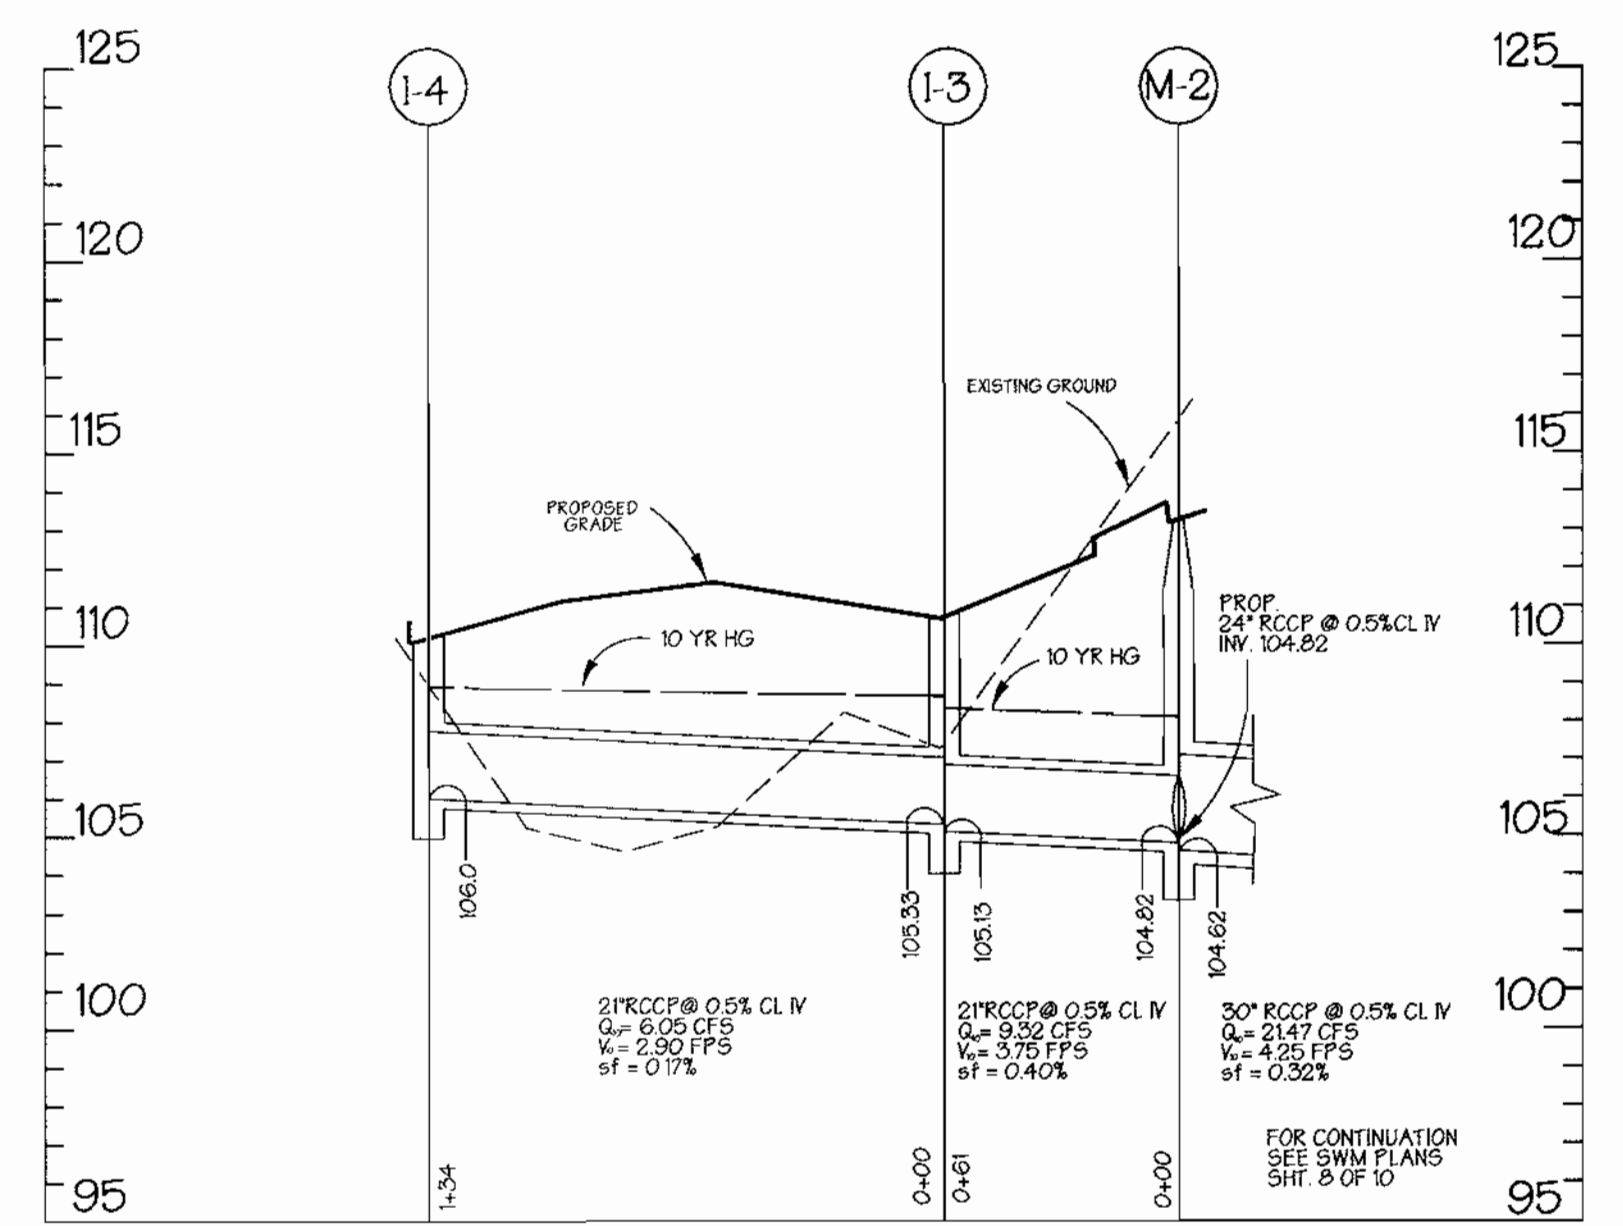 125
125
I-4
I-3
M-2
120
120
EXISTING GROUND
115
115
PROPOSED
GRADE
PROP.
24" RCCP @ 0.5%CL IV
INV. 104.82
110
110
10 YR HG
10 YR HG
105
105
106.0
105.33
105.13
104.82
104.62
100
100
21"RCCP@ 0.5% CL IV
Q₁₀= 6.05 CFS
V₁₀= 2.90 FPS
sf = 0.17%
21"RCCP@ 0.5% CL IV
Q₁₀= 9.32 CFS
V₁₀= 3.75 FPS
sf = 0.40%
30" RCCP @ 0.5% CL IV
Q₁₀= 21.47 CFS
V₁₀= 4.25 FPS
sf = 0.32%
FOR CONTINUATION
SEE SWM PLANS
SHT. 8 OF 10
1+34
0+00
0+61
0+00
95
95